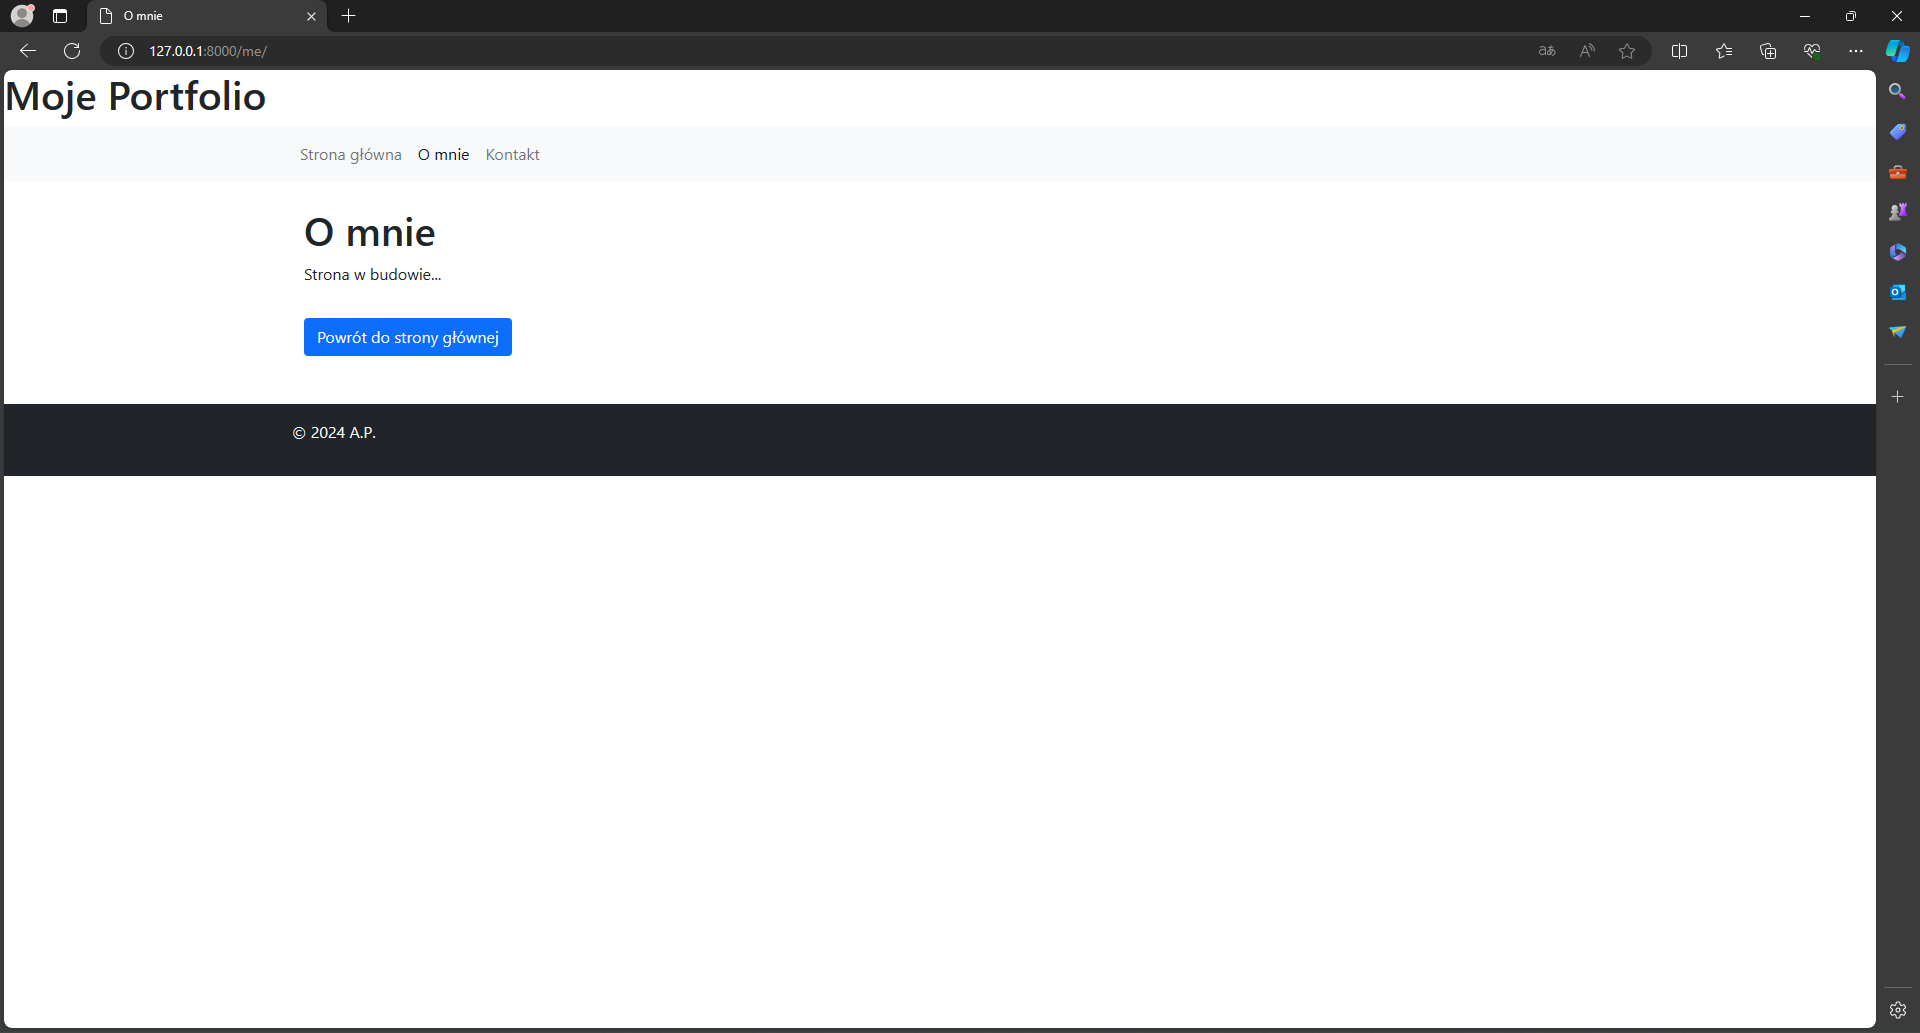 O mnie
127.0.0.1:8000/me/
Moje Portfolio
Strona główna O mnie Kontakt
O mnie
Strona w budowie...
Powrót do strony głównej
© 2024 A.P.